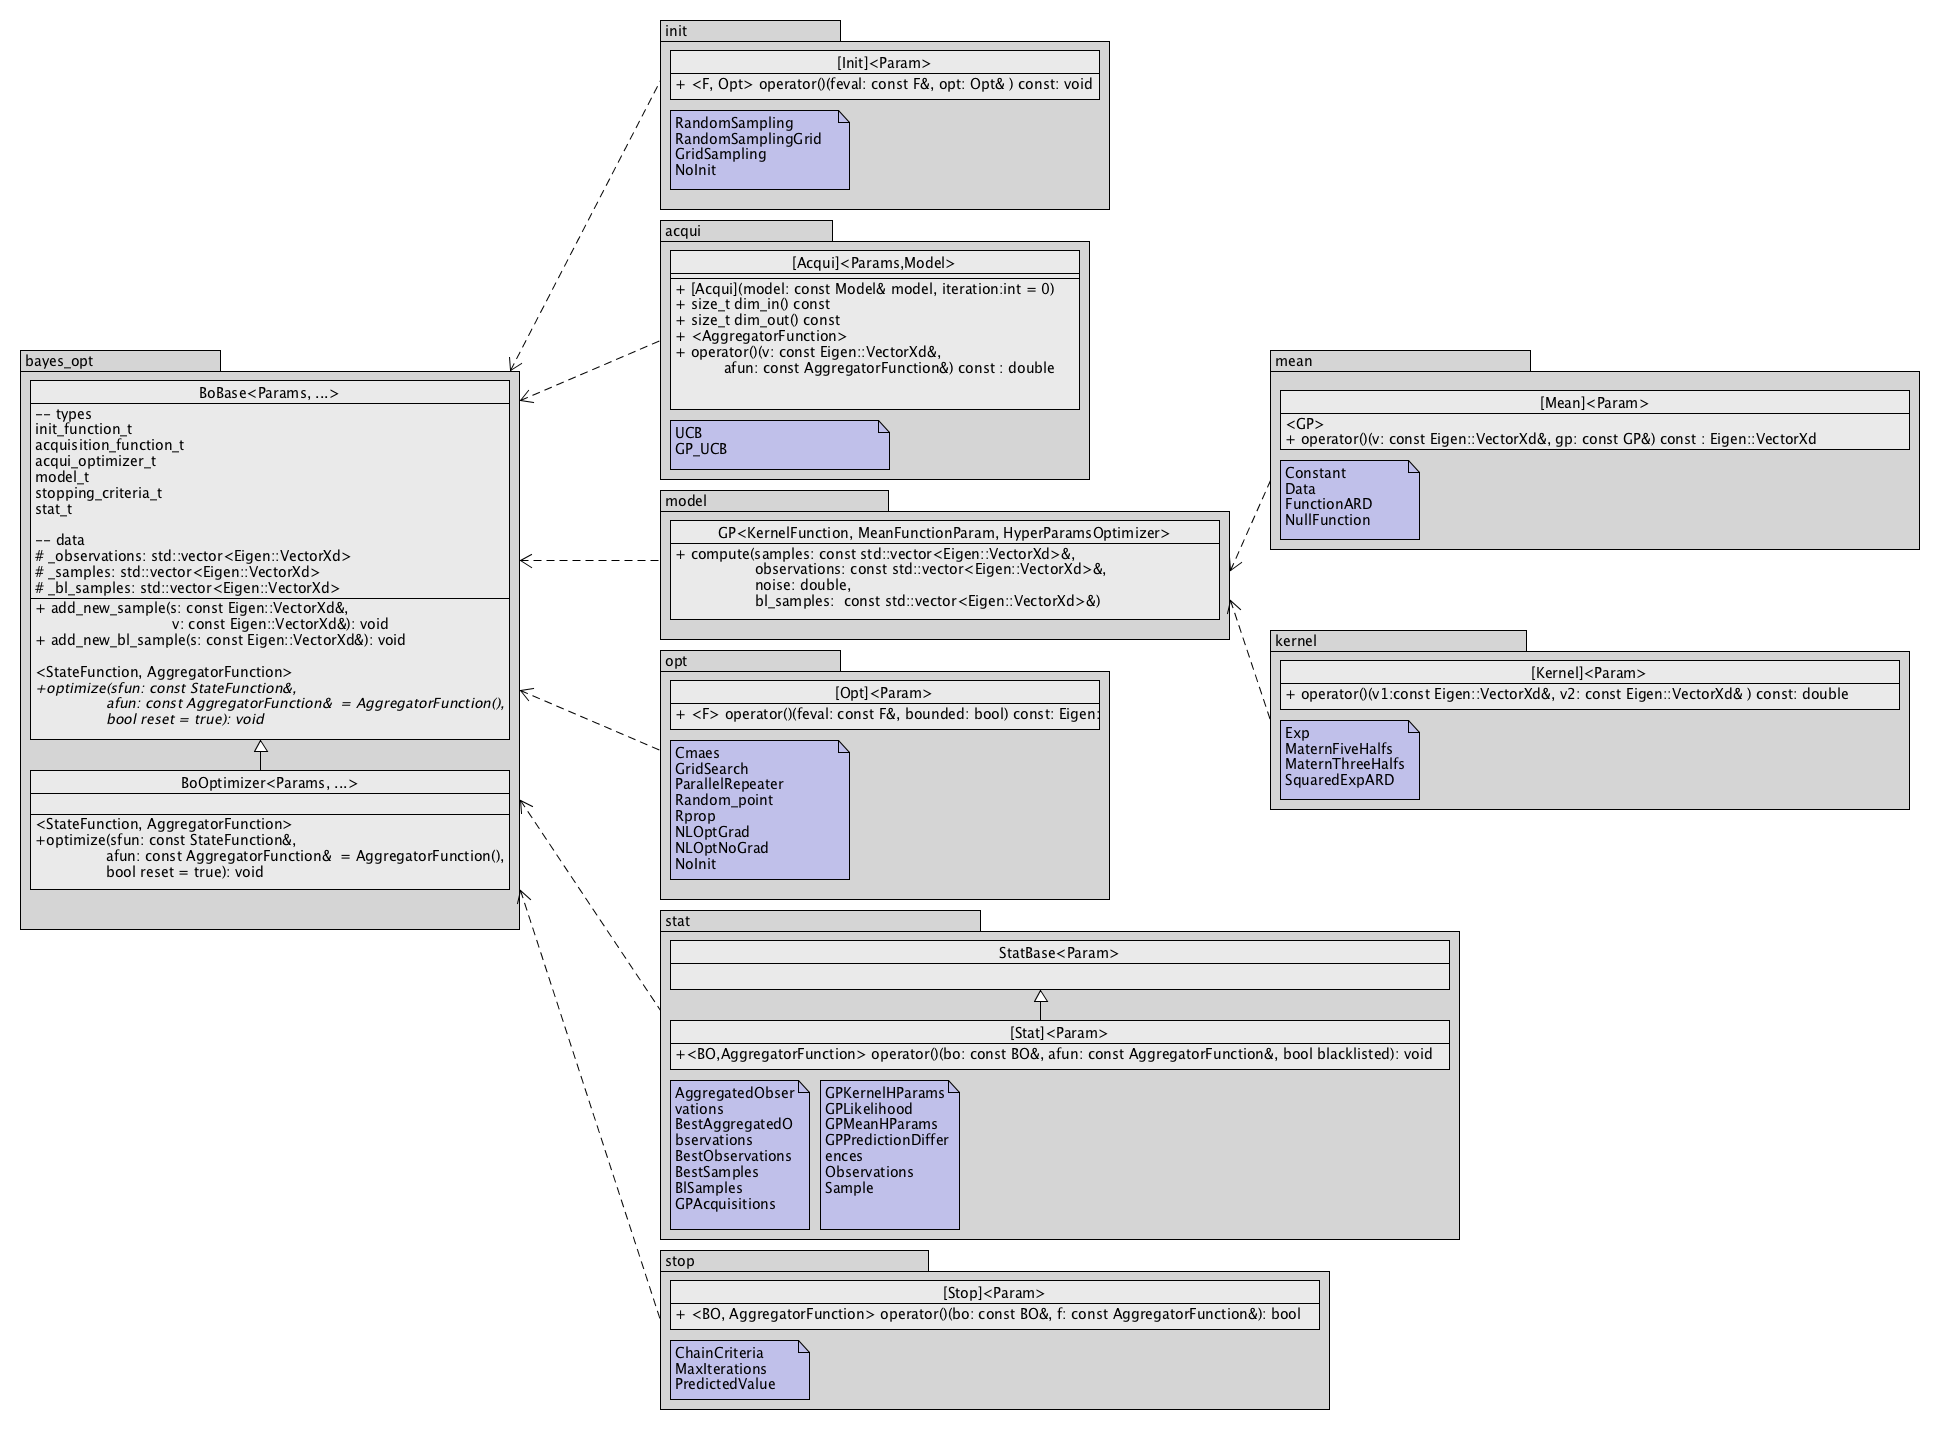 init
[Init]<Param>
+ <F, Opt> operator()(feval: const F&, opt: Opt& ) const: void
RandomSampling
RandomSamplingGrid
GridSampling
NoInit
acqui
[Acqui]<Params,Model>
+ [Acqui](model: const Model& model, iteration:int = 0)
+ size_t dim_in() const
+ size_t dim_out() const
+ <AggregatorFunction>
+ operator()(v: const Eigen::VectorXd&,
afun: const AggregatorFunction&) const : double
UCB
GP_UCB
bayes_opt
BoBase<Params, ...>
-- types
init_function_t
acquisition_function_t
acqui_optimizer_t
model_t
stopping_criteria_t
stat_t
-- data
# _observations: std::vector<Eigen::VectorXd>
# _samples: std::vector<Eigen::VectorXd>
# _bl_samples: std::vector<Eigen::VectorXd>
+ add_new_sample(s: const Eigen::VectorXd&,
v: const Eigen::VectorXd&): void
+ add_new_bl_sample(s: const Eigen::VectorXd&): void
<StateFunction, AggregatorFunction>
+optimize(sfun: const StateFunction&,
afun: const AggregatorFunction&  = AggregatorFunction(),
bool reset = true): void
BoOptimizer<Params, ...>
<StateFunction, AggregatorFunction>
+optimize(sfun: const StateFunction&,
afun: const AggregatorFunction&  = AggregatorFunction(),
bool reset = true): void
model
GP<KernelFunction, MeanFunctionParam, HyperParamsOptimizer>
+ compute(samples: const std::vector<Eigen::VectorXd>&,
observations: const std::vector<Eigen::VectorXd>&,
noise: double,
bl_samples:  const std::vector<Eigen::VectorXd>&)
mean
[Mean]<Param>
<GP>
+ operator()(v: const Eigen::VectorXd&, gp: const GP&) const : Eigen::VectorXd
Constant
Data
FunctionARD
NullFunction
kernel
[Kernel]<Param>
+ operator()(v1:const Eigen::VectorXd&, v2: const Eigen::VectorXd& ) const: double
Exp
MaternFiveHalfs
MaternThreeHalfs
SquaredExpARD
opt
[Opt]<Param>
+ <F> operator()(feval: const F&, bounded: bool) const: Eigen:
Cmaes
GridSearch
ParallelRepeater
Random_point
Rprop
NLOptGrad
NLOptNoGrad
NoInit
stat
StatBase<Param>
[Stat]<Param>
+<BO,AggregatorFunction> operator()(bo: const BO&, afun: const AggregatorFunction&, bool blacklisted): void
AggregatedObser
vations
BestAggregatedO
bservations
BestObservations
BestSamples
BlSamples
GPAcquisitions
GPKernelHParams
GPLikelihood
GPMeanHParams
GPPredictionDiffer
ences
Observations
Sample
stop
[Stop]<Param>
+ <BO, AggregatorFunction> operator()(bo: const BO&, f: const AggregatorFunction&): bool
ChainCriteria
MaxIterations
PredictedValue